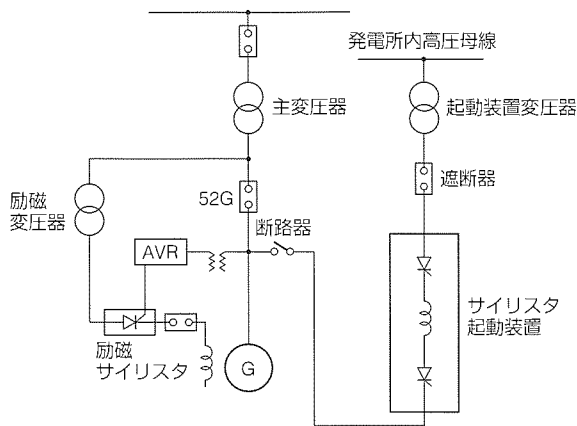 発電所内高圧母線
主変圧器
起動装置変圧器
励磁
変圧器
52G
遮断器
断路器
AVR
サイリスタ
起動装置
励磁
サイリスタ
G